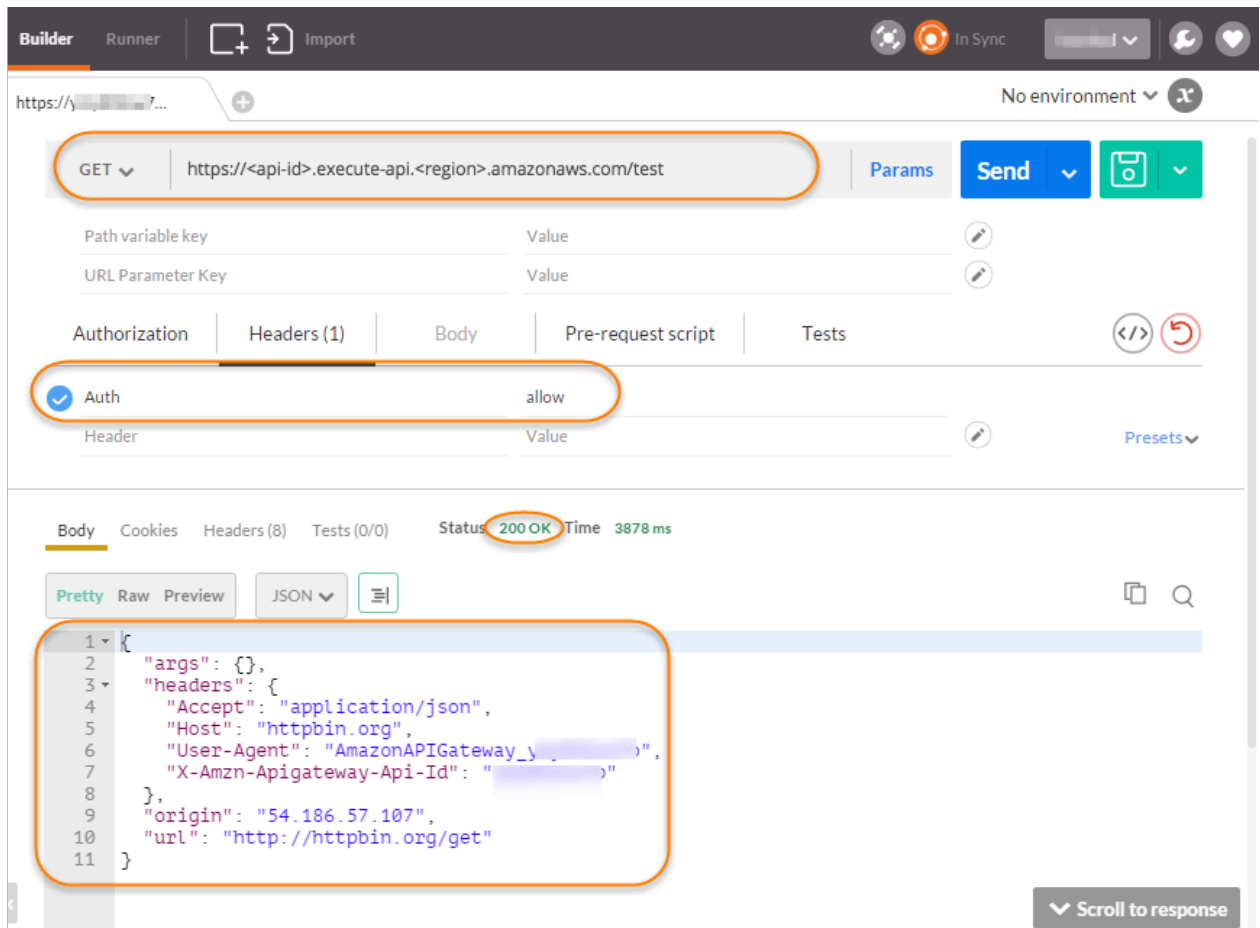 Builder Runner Import In Sync
https://y 7... No environment
GET https://<api-id>.execute-api.<region>.amazonaws.com/test Params Send
Path variable key Value
URL Parameter Key Value
Authorization Headers (1) Body Pre-request script Tests
Auth allow
Header Value Presets
Body Cookies Headers (8) Tests (0/0) Status 200 OK Time 3878 ms
Pretty Raw Preview JSON
1 {
2 "args": {},
3 "headers": {
4 "Accept": "application/json",
5 "Host": "httpbin.org",
6 "User-Agent": "AmazonAPIGateway_y
7 "X-Amzn-Apigateway-Api-Id": "
8 },
9 "origin": "54.186.57.107",
10 "url": "http://httpbin.org/get"
11 }
Scroll to response